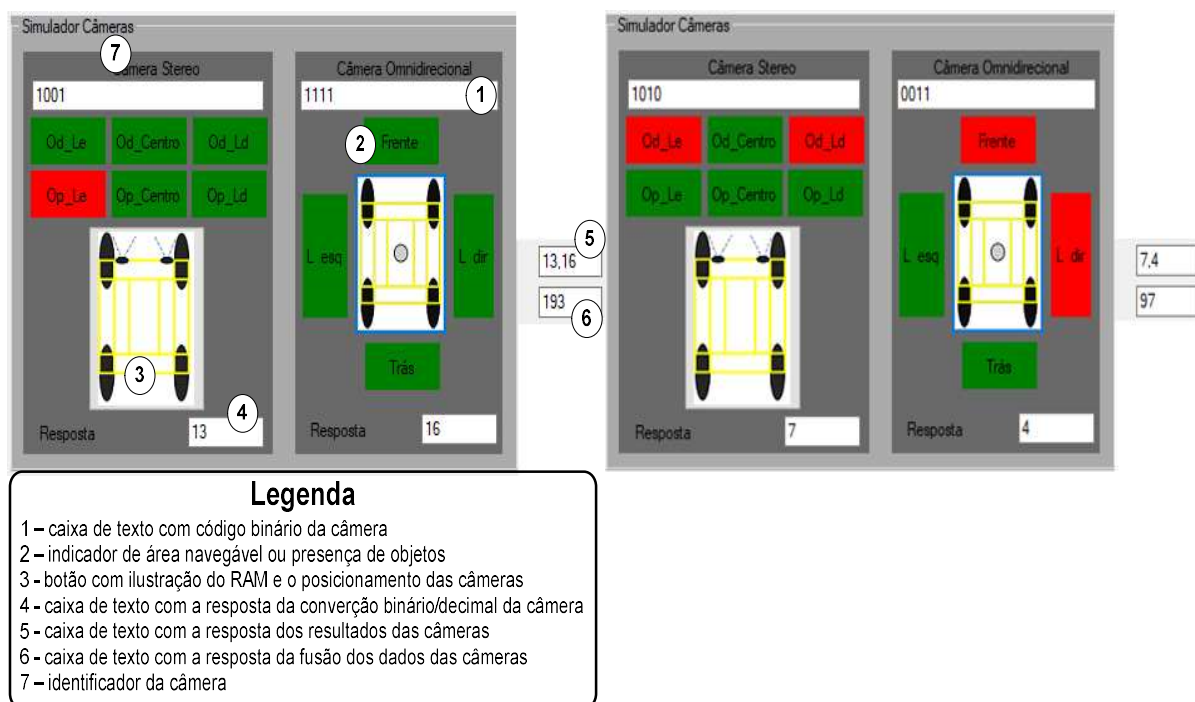 Simulador Câmeras
7
Câmera Stereo
1001
Od_Le Od_Centro Od_Ld
Op_Le Op_Centro Op_Ld
3
4
Resposta 13
Câmera Omnidirecional
1111
1
2
Frente
L esq L dir
Trás
Resposta 16
13,16
5
193
6
Simulador Câmeras
Câmera Stereo
1010
Od_Le Od_Centro Od_Ld
Op_Le Op_Centro Op_Ld
Resposta 7
Câmera Omnidirecional
0011
Frente
L esq L dir
Trás
Resposta 4
7,4
97
Legenda
1 – caixa de texto com código binário da câmera
2 – indicador de área navegável ou presença de objetos
3 - botão com ilustração do RAM e o posicionamento das câmeras
4 - caixa de texto com a resposta da converção binário/decimal da câmera
5 – caixa de texto com a resposta dos resultados das câmeras
6 – caixa de texto com a resposta da fusão dos dados das câmeras
7 – identificador da câmera